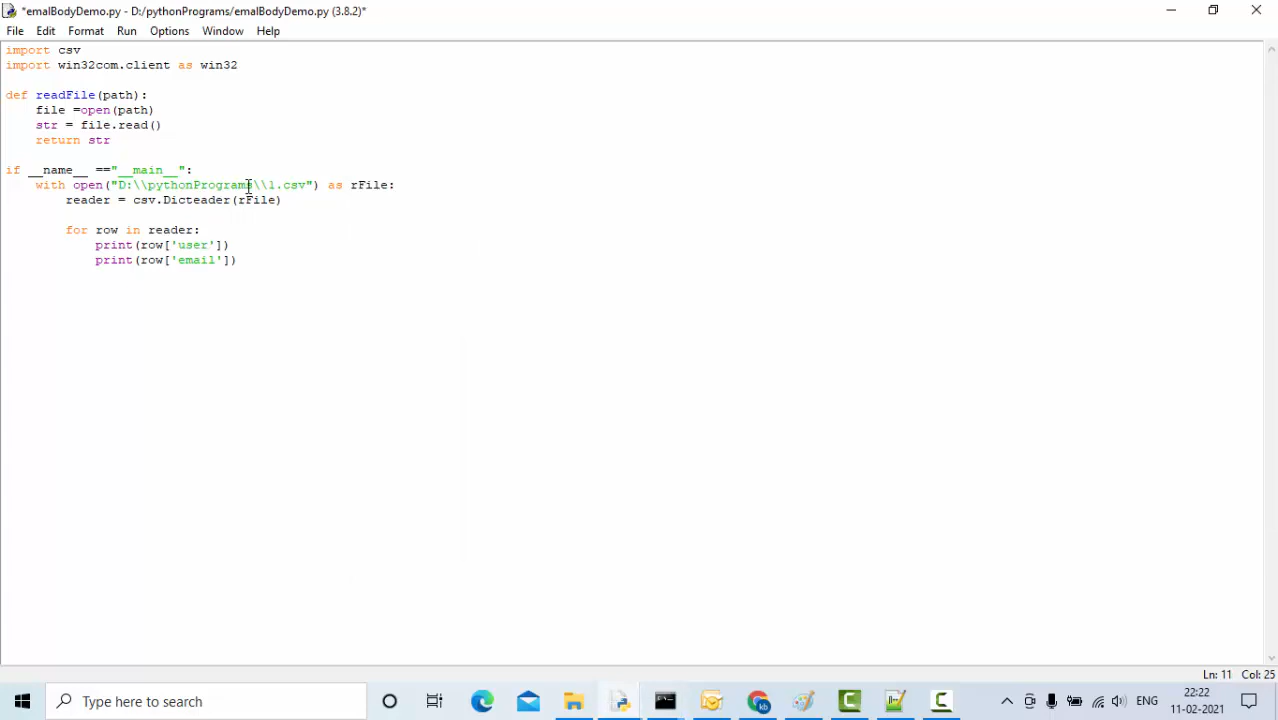 *emalBodyDemo.py - D:/pythonPrograms/emalBodyDemo.py (3.8.2)*
File Edit Format Run Options Window Help
import csv
import win32com.client as win32
def readFile(path):
file =open(path)
str = file.read()
return str
if __name__ =="__main__":
with open("D:\\pythonPrograms\\1.csv") as rFile:
reader = csv.Dicteader(rFile)
for row in reader:
print(row['user'])
print(row['email'])
Ln: 11 Col: 25
Type here to search
kb
ENG
22:22
11-02-2021